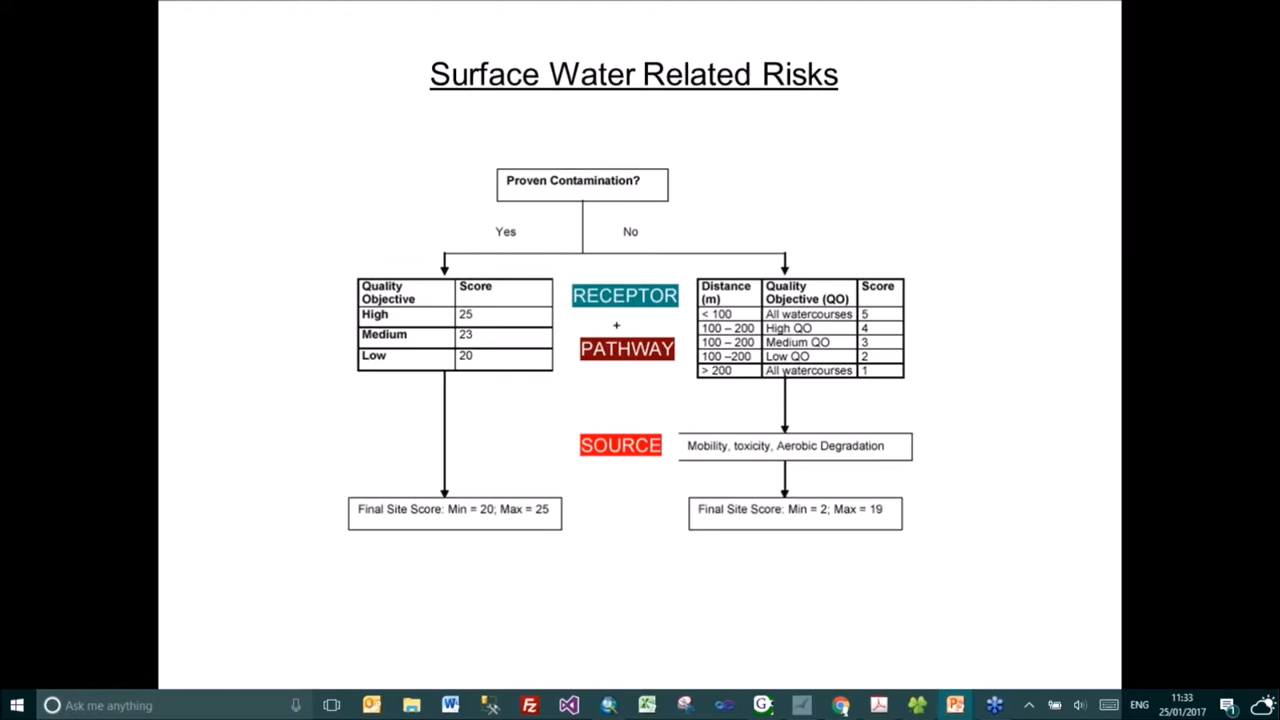 Surface Water Related Risks
Proven Contamination?
Yes No
Quality Objective Score
High 25
Medium 23
Low 20
RECEPTOR
+
PATHWAY
Distance (m) Quality Objective (QO) Score
< 100 All watercourses 5
100 – 200 High QO 4
100 – 200 Medium QO 3
100 –200 Low QO 2
> 200 All watercourses 1
SOURCE
Mobility, toxicity, Aerobic Degradation
Final Site Score: Min = 20; Max = 25
Final Site Score: Min = 2; Max = 19
Ask me anything
ENG
11:33
25/01/2017